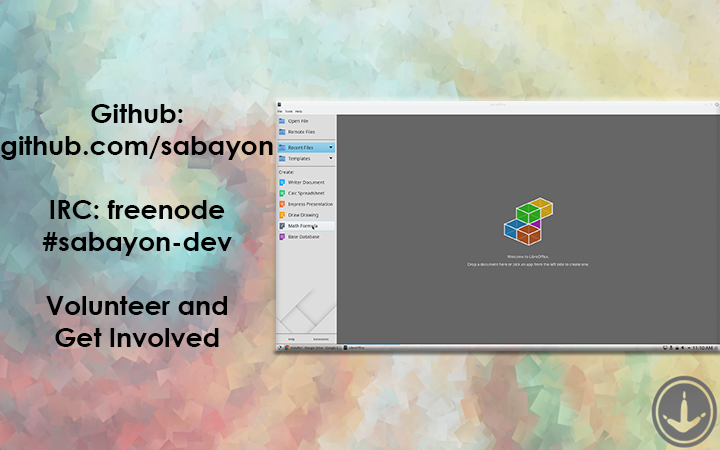 Github:
github.com/sabayon
IRC: freenode
#sabayon-dev
Volunteer and
Get Involved
File Tools Help
Open File
Remote Files
Recent Files
Templates
Create:
Writer Document
Calc Spreadsheet
Impress Presentation
Draw Drawing
Math Formula
Base Database
Welcome to LibreOffice.
Drop a document here or pick an app from the left side to create one.
Help Extensions
LibreOffice
11:10 AM